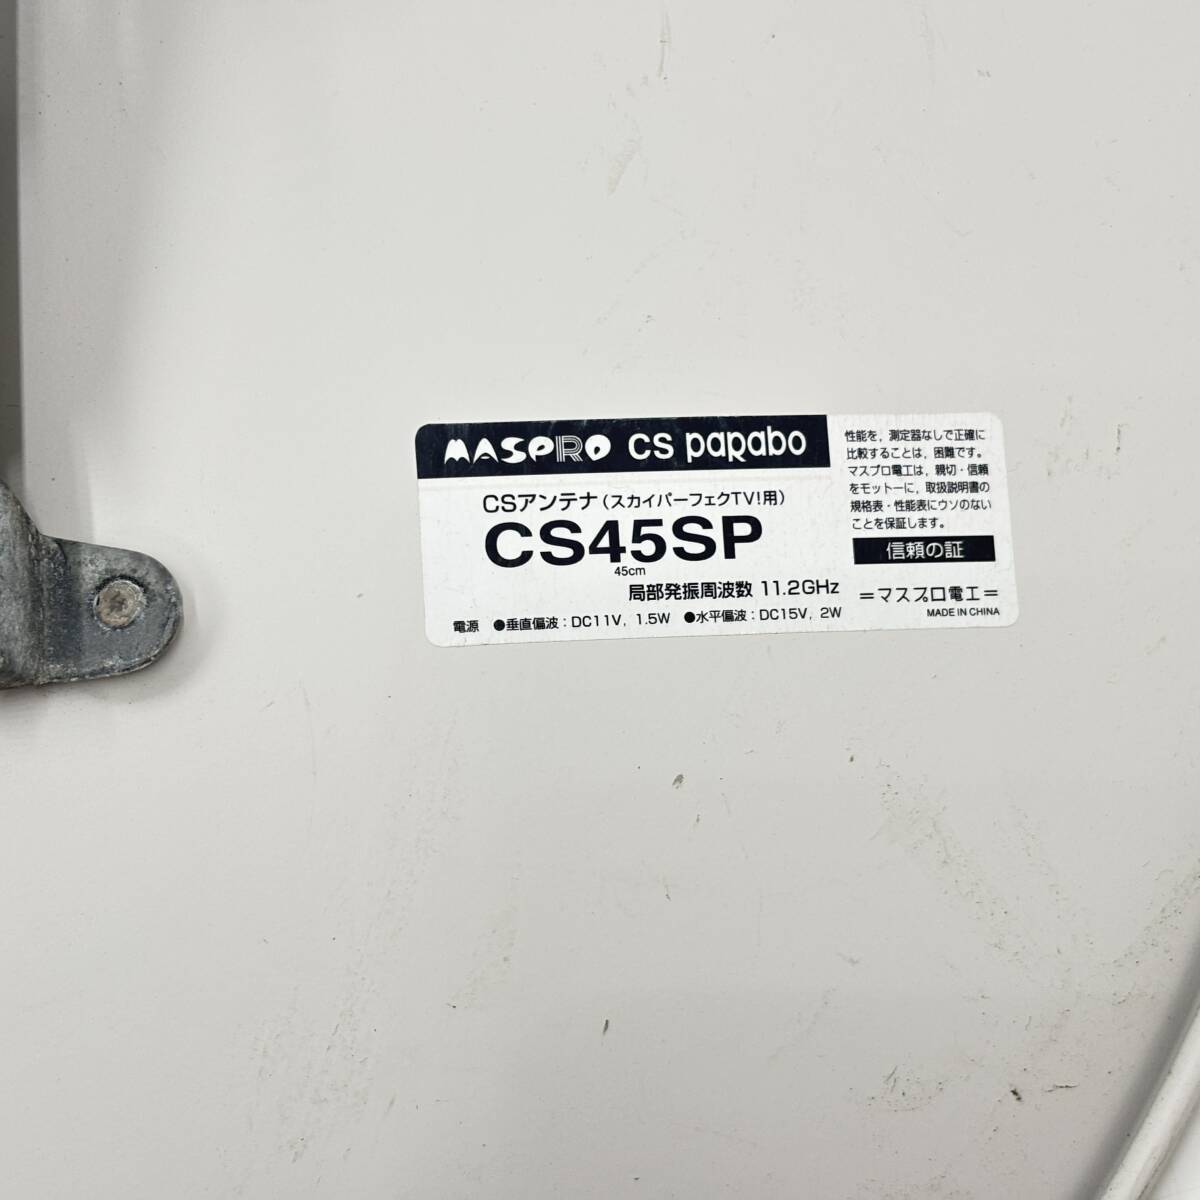 MASPRO CS parabo
CSアンテナ(スカイパーフェクTV!用)
CS45SP
45cm
局部発振周波数 11.2GHz
電源 ●垂直偏波:DC11V, 1.5W ●水平偏波:DC15V, 2W
性能を,測定器なしで正確に
比較することは,困難です。
マスプロ電工は,親切・信頼
をモットーに,取扱説明書の
規格表・性能表にウソのない
ことを保証します。
信頼の証
=マスプロ電工=
MADE IN CHINA